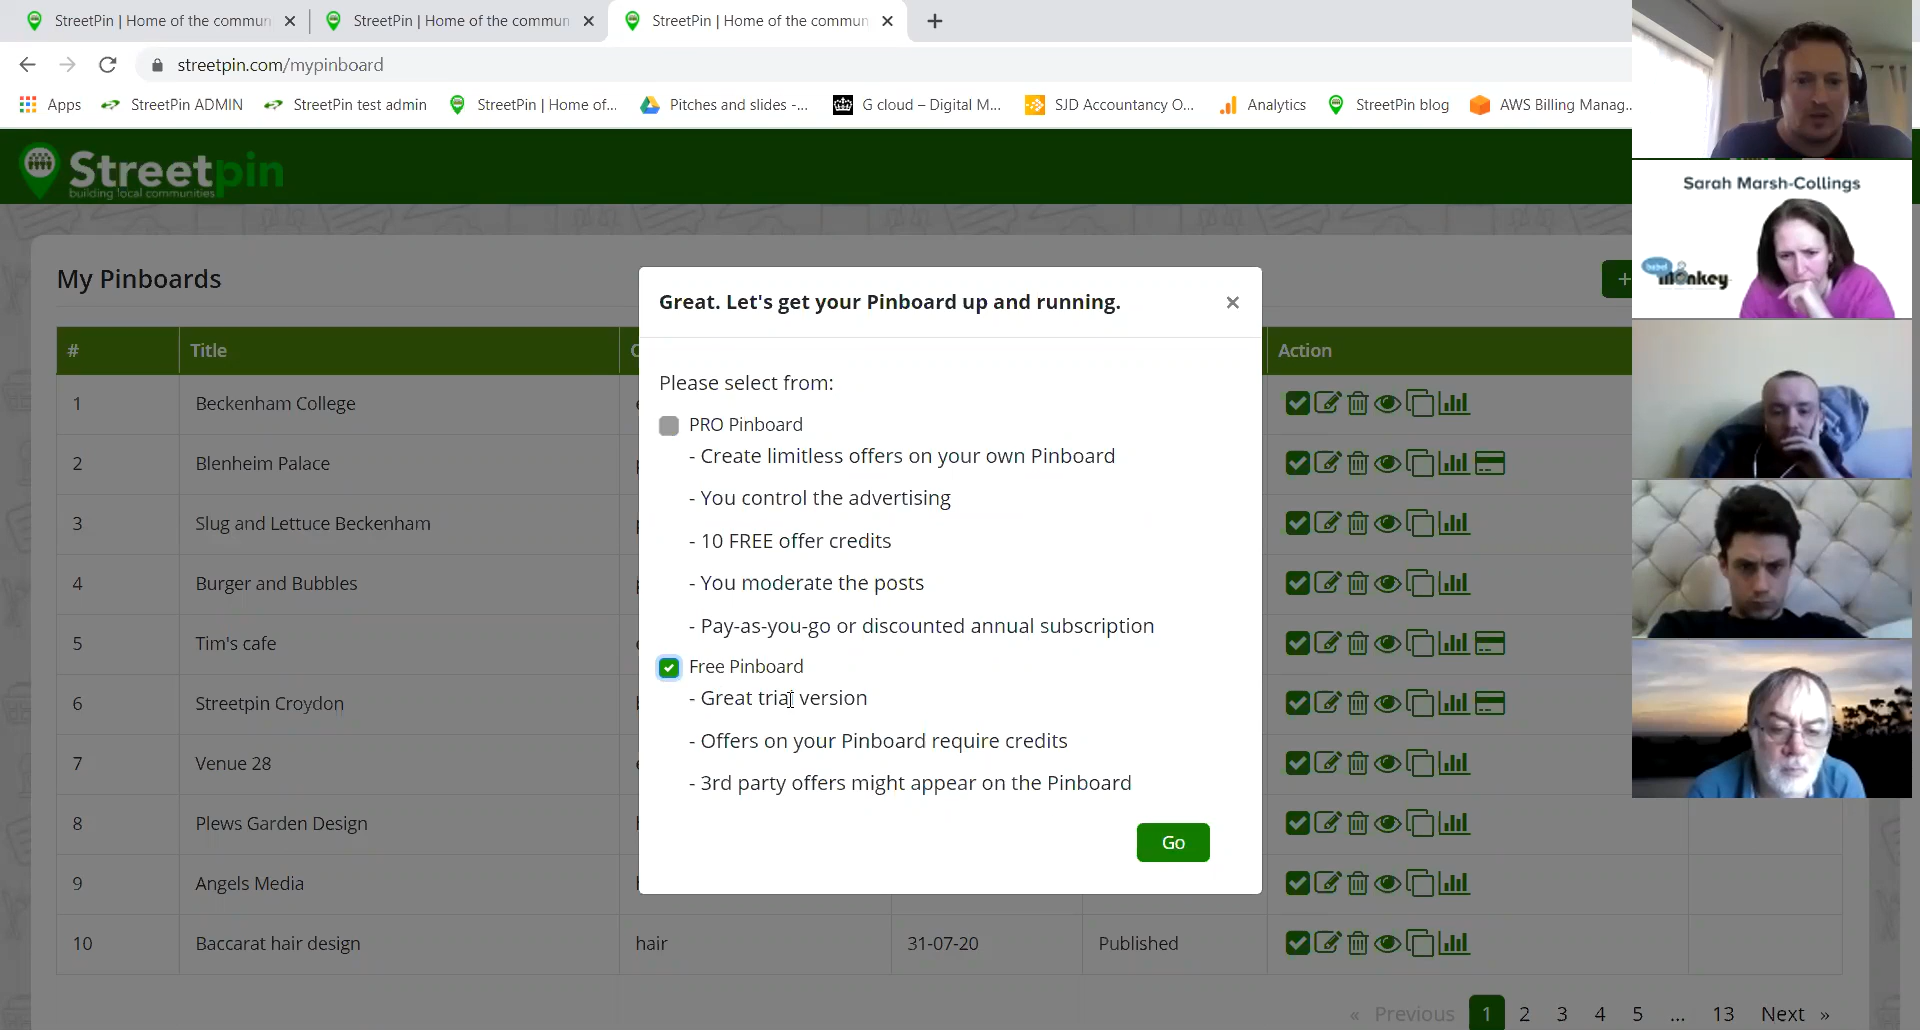 StreetPin | Home of the commun
StreetPin | Home of the commun
StreetPin | Home of the commun
streetpin.com/mypinboard
Apps
StreetPin ADMIN
StreetPin test admin
StreetPin | Home of...
Pitches and slides -...
G cloud – Digital M...
SJD Accountancy O...
Analytics
StreetPin blog
AWS Billing Manag...
Streetpin
building local communities
Sarah Marsh-Collings
babel
monkey
My Pinboards
Great. Let's get your Pinboard up and running.
Please select from:
PRO Pinboard
- Create limitless offers on your own Pinboard
- You control the advertising
- 10 FREE offer credits
- You moderate the posts
- Pay-as-you-go or discounted annual subscription
Free Pinboard
- Great trial version
- Offers on your Pinboard require credits
- 3rd party offers might appear on the Pinboard
Go
# Title Action
1 Beckenham College
2 Blenheim Palace
3 Slug and Lettuce Beckenham
4 Burger and Bubbles
5 Tim's cafe
6 Streetpin Croydon
7 Venue 28
8 Plews Garden Design
9 Angels Media
10 Baccarat hair design hair 31-07-20 Published
« Previous 1 2 3 4 5 ... 13 Next »